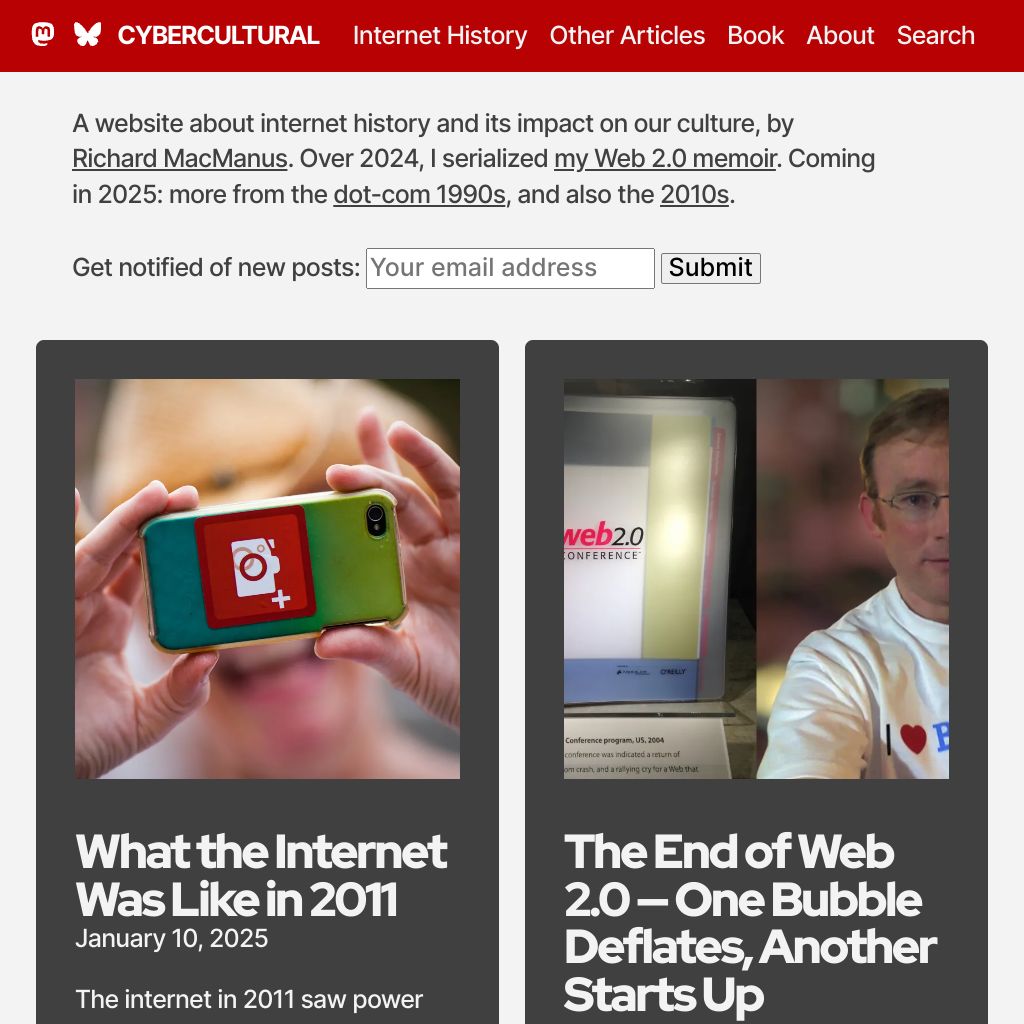 CYBERCULTURAL Internet History Other Articles Book About Search
A website about internet history and its impact on our culture, by
Richard MacManus. Over 2024, I serialized my Web 2.0 memoir. Coming
in 2025: more from the dot-com 1990s, and also the 2010s.
Get notified of new posts: Your email address Submit
web2.0
CONFERENCE
O'REILLY
Conference program, US, 2004
conference was indicated a return of
om crash, and a rallying cry for a Web that
I ❤ B
What the Internet
Was Like in 2011
January 10, 2025
The internet in 2011 saw power
The End of Web
2.0 — One Bubble
Deflates, Another
Starts Up